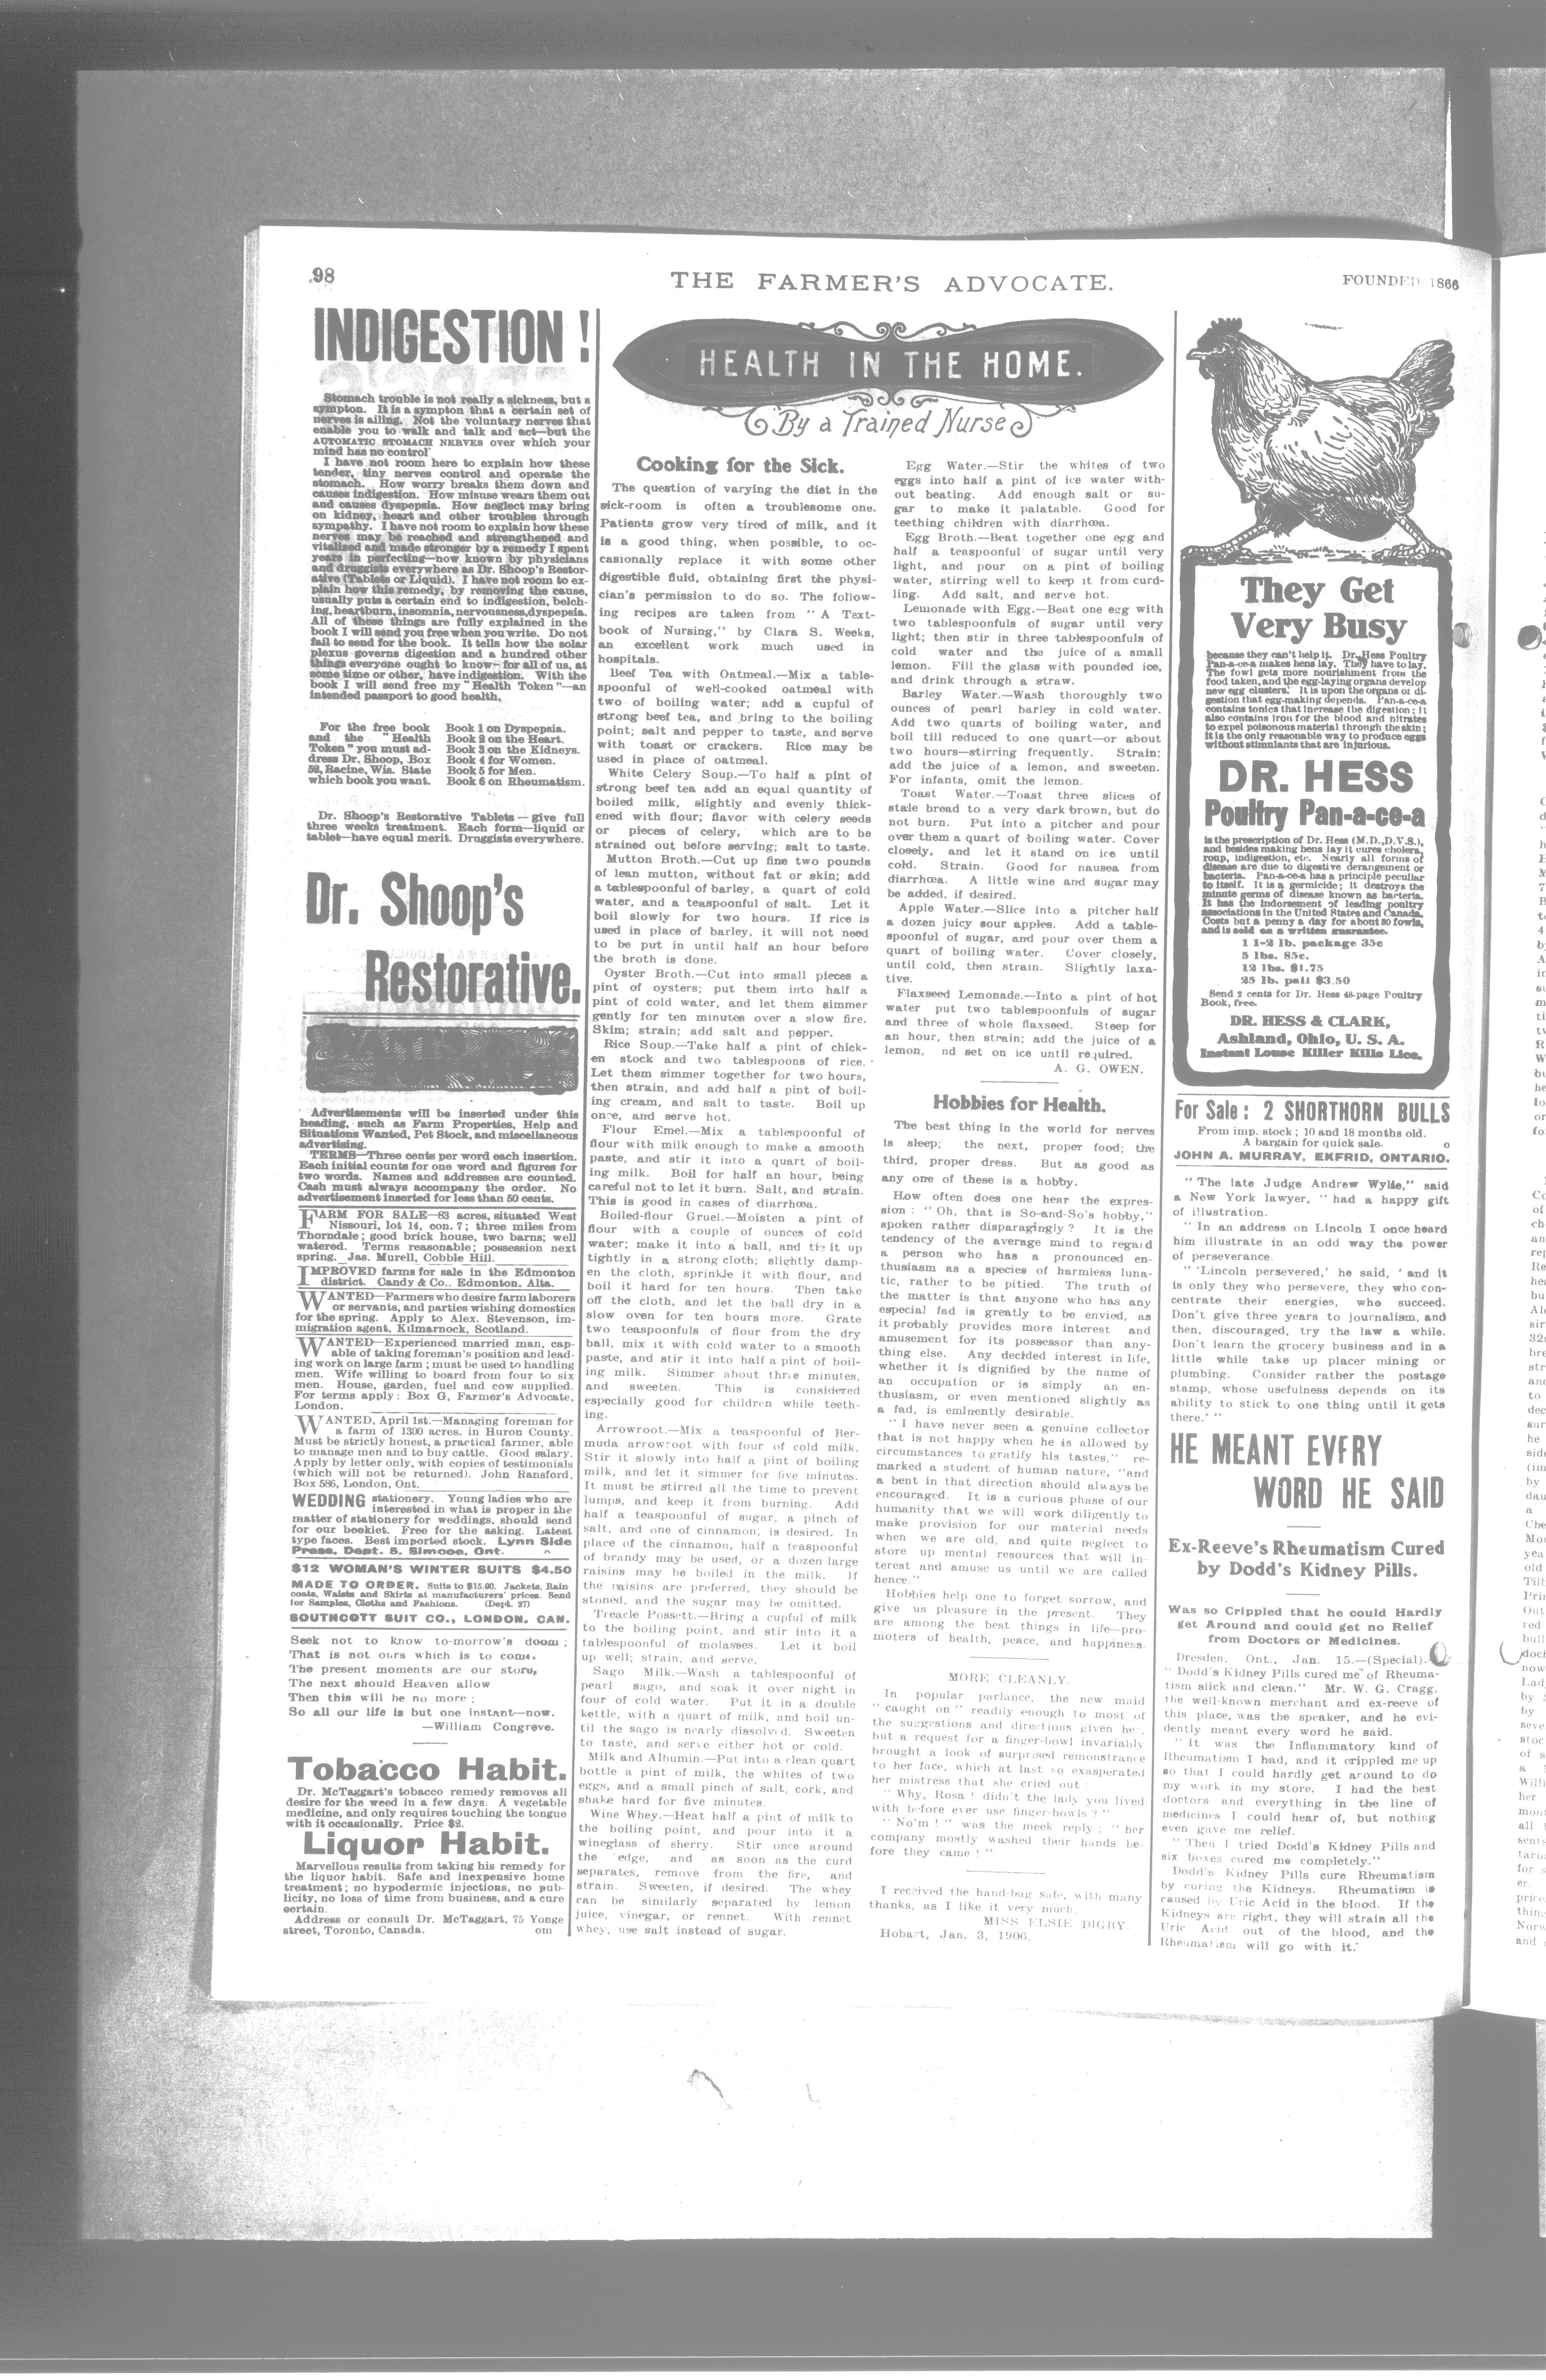 98
THE FARMER'S ADVOCATE.
FOUNDED 1866
INDIGESTION!
Stomach trouble is not really a sickness, but a
sympton. It is a sympton that a certain set of
nerves is ailing. Not the voluntary nerves that
enable you to walk and talk and act—but the
AUTOMATIC STOMACH NERVES over which your
mind has no control
I have not room here to explain how these
tender, tiny nerves control and operate the
stomach. How worry breaks them down and
causes indigestion. How misuse wears them out
and causes dyspepsia. How neglect may bring
on kidney, heart and other troubles through
sympathy. I have not room to explain how these
nerves may be reached and strengthened and
vitalized and made stronger by a remedy I spent
years in perfecting—now known by physicians
and druggists everywhere as Dr. Shoop's Restor-
ative (Tablets or Liquid). I have not room to ex-
plain how this remedy, by removing the cause,
usually puts a certain end to indigestion, belch-
ing, heartburn, insomnia, nervousness, dyspepsia.
All of these things are fully explained in the
book I will send you free when you write. Do not
fail to send for the book. It tells how the solar
plexus governs digestion and a hundred other
things everyone ought to know—for all of us, at
some time or other, have indigestion. With the
book I will send free my "Health Token"—an
intended passport to good health.
For the free book
and the "Health
Token" you must ad-
dress Dr. Shoop, Box
52, Racine, Wis. State
which book you want.
Book 1 on Dyspepsia.
Book 2 on the Heart.
Book 3 on the Kidneys.
Book 4 for Women.
Book 5 for Men.
Book 6 on Rheumatism.
Dr. Shoop's Restorative Tablets—give full
three weeks treatment. Each form—liquid or
tablet—have equal merit. Druggists everywhere.
Dr. Shoop's
Restorative.
Advertisements will be inserted under this
heading, such as Farm Properties, Help and
Situations Wanted, Pet Stock, and miscellaneous
advertising.
TERMS—Three cents per word each insertion.
Each initial counts for one word and figures for
two words. Names and addresses are counted.
Cash must always accompany the order. No
advertisement inserted for less than 50 cents.
FARM FOR SALE—83 acres, situated West
Nissouri, lot 14, con. 7; three miles from
Thorndale; good brick house, two barns; well
watered. Terms reasonable; possession next
spring. Jas. Murell, Cobble Hill.
IMPROVED farms for sale in the Edmonton
district. Candy & Co., Edmonton, Alta.
WANTED—Farmers who desire farm laborers
or servants, and parties wishing domestics
for the spring. Apply to Alex. Stevenson, im-
migration agent, Kilmarnock, Scotland.
WANTED—Experienced married man, cap-
able of taking foreman's position and lead-
ing work on large farm; must be used to handling
men. Wife willing to board from four to six
men. House, garden, fuel and cow supplied.
For terms apply: Box G, Farmer's Advocate,
London.
WANTED, April 1st.—Managing foreman for
a farm of 1300 acres, in Huron County.
Must be strictly honest, a practical farmer, able
to manage men and to buy cattle. Good salary.
Apply by letter only, with copies of testimonials
(which will not be returned). John Ransford,
Box 586, London, Ont.
WEDDING stationery. Young ladies who are
interested in what is proper in the
matter of stationery for weddings, should send
for our booklet. Free for the asking. Latest
type faces. Best imported stock. Lynn Side
Press, Dept. 5, Simcoe, Ont.
$12 WOMAN'S WINTER SUITS $4.50
MADE TO ORDER. Suits to $15.00. Jackets, Rain
coats, Waists and Skirts at manufacturers' prices. Send
for Samples, Cloths and Fashions. (Dept. 27)
SOUTHCOTT SUIT CO., LONDON, CAN.
Seek not to know to-morrow's doom;
That is not ours which is to come.
The present moments are our store,
The next should Heaven allow
Then this will be no more;
So all our life is but one instant—now.
—William Congreve.
Tobacco Habit.
Dr. McTaggart's tobacco remedy removes all
desire for the weed in a few days. A vegetable
medicine, and only requires touching the tongue
with it occasionally. Price $2.
Liquor Habit.
Marvellous results from taking his remedy for
the liquor habit. Safe and inexpensive home
treatment; no hypodermic injections, no pub-
licity, no loss of time from business, and a cure
certain.
Address or consult Dr. McTaggart, 75 Yonge
street, Toronto, Canada. om
HEALTH IN THE HOME.
By a Trained Nurse
Cooking for the Sick.
The question of varying the diet in the
sick-room is often a troublesome one.
Patients grow very tired of milk, and it
is a good thing, when possible, to oc-
casionally replace it with some other
digestible fluid, obtaining first the physi-
cian's permission to do so. The follow-
ing recipes are taken from "A Text-
book of Nursing," by Clara S. Weeks,
an excellent work much used in
hospitals.
Beef Tea with Oatmeal.—Mix a table-
spoonful of well-cooked oatmeal with
two of boiling water; add a cupful of
strong beef tea, and bring to the boiling
point; salt and pepper to taste, and serve
with toast or crackers. Rice may be
used in place of oatmeal.
White Celery Soup.—To half a pint of
strong beef tea add an equal quantity of
boiled milk, slightly and evenly thick-
ened with flour; flavor with celery seeds
or pieces of celery, which are to be
strained out before serving; salt to taste.
Mutton Broth.—Cut up fine two pounds
of lean mutton, without fat or skin; add
a tablespoonful of barley, a quart of cold
water, and a teaspoonful of salt. Let it
boil slowly for two hours. If rice is
used in place of barley, it will not need
to be put in until half an hour before
the broth is done.
Oyster Broth.—Cut into small pieces a
pint of oysters; put them into half a
pint of cold water, and let them simmer
gently for ten minutes over a slow fire.
Skim; strain; add salt and pepper.
Rice Soup.—Take half a pint of chick-
en stock and two tablespoons of rice.
Let them simmer together for two hours,
then strain, and add half a pint of boil-
ing cream, and salt to taste. Boil up
once, and serve hot.
Flour Emel.—Mix a tablespoonful of
flour with milk enough to make a smooth
paste, and stir it into a quart of boil-
ing milk. Boil for half an hour, being
careful not to let it burn. Salt, and strain.
This is good in cases of diarrhœa.
Boiled-flour Gruel.—Moisten a pint of
flour with a couple of ounces of cold
water; make it into a ball, and tie it up
tightly in a strong cloth; slightly damp-
en the cloth, sprinkle it with flour, and
boil it hard for ten hours. Then take
off the cloth, and let the ball dry in a
slow oven for ten hours more. Grate
two teaspoonfuls of flour from the dry
ball, mix it with cold water to a smooth
paste, and stir it into half a pint of boil-
ing milk. Simmer about three minutes,
and sweeten. This is considered
especially good for children while teeth-
ing.
Arrowroot.—Mix a teaspoonful of Ber-
muda arrowroot with four of cold milk.
Stir it slowly into half a pint of boiling
milk, and let it simmer for five minutes.
It must be stirred all the time to prevent
lumps, and keep it from burning. Add
half a teaspoonful of sugar, a pinch of
salt, and one of cinnamon, is desired. In
place of the cinnamon, half a teaspoonful
of brandy may be used, or a dozen large
raisins may be boiled in the milk. If
the raisins are preferred, they should be
stoned, and the sugar may be omitted.
Treacle Possett.—Bring a cupful of milk
to the boiling point, and stir into it a
tablespoonful of molasses. Let it boil
up well; strain, and serve.
Sago Milk.—Wash a tablespoonful of
pearl sago, and soak it over night in
four of cold water. Put it in a double
kettle, with a quart of milk, and boil un-
til the sago is nearly dissolved. Sweeten
to taste, and serve either hot or cold.
Milk and Albumin.—Put into a clean quart
bottle a pint of milk, the whites of two
eggs, and a small pinch of salt; cork, and
shake hard for five minutes.
Wine Whey.—Heat half a pint of milk to
the boiling point, and pour into it a
wineglass of sherry. Stir once around
the edge, and as soon as the curd
separates, remove from the fire, and
strain. Sweeten, if desired. The whey
can be similarly separated by lemon
juice, vinegar, or rennet. With rennet
whey, use salt instead of sugar.
Egg Water.—Stir the whites of two
eggs into half a pint of ice water with-
out beating. Add enough salt or su-
gar to make it palatable. Good for
teething children with diarrhœa.
Egg Broth.—Beat together one egg and
half a teaspoonful of sugar until very
light, and pour on a pint of boiling
water, stirring well to keep it from curd-
ling. Add salt, and serve hot.
Lemonade with Egg.—Beat one egg with
two tablespoonfuls of sugar until very
light; then stir in three tablespoonfuls of
cold water and the juice of a small
lemon. Fill the glass with pounded ice,
and drink through a straw.
Barley Water.—Wash thoroughly two
ounces of pearl barley in cold water.
Add two quarts of boiling water, and
boil till reduced to one quart—or about
two hours—stirring frequently. Strain;
add the juice of a lemon, and sweeten.
For infants, omit the lemon.
Toast Water.—Toast three slices of
stale bread to a very dark brown, but do
not burn. Put into a pitcher and pour
over them a quart of boiling water. Cover
closely, and let it stand on ice until
cold. Strain. Good for nausea from
diarrhœa. A little wine and sugar may
be added, if desired.
Apple Water.—Slice into a pitcher half
a dozen juicy sour apples. Add a table-
spoonful of sugar, and pour over them a
quart of boiling water. Cover closely,
until cold, then strain. Slightly laxa-
tive.
Flaxseed Lemonade.—Into a pint of hot
water put two tablespoonfuls of sugar
and three of whole flaxseed. Steep for
an hour, then strain; add the juice of a
lemon, nd set on ice until required.
A. G. OWEN.
Hobbies for Health.
The best thing in the world for nerves
is sleep; the next, proper food; the
third, proper dress. But as good as
any one of these is a hobby.
How often does one hear the expres-
sion: "Oh, that is So-and-So's hobby,"
spoken rather disparagingly? It is the
tendency of the average mind to regard
a person who has a pronounced en-
thusiasm as a species of harmless luna-
tic, rather to be pitied. The truth of
the matter is that anyone who has any
especial fad is greatly to be envied, as
it probably provides more interest and
amusement for its possessor than any-
thing else. Any decided interest in life,
whether it is dignified by the name of
an occupation or is simply an en-
thusiasm, or even mentioned slightly as
a fad, is eminently desirable.
"I have never seen a genuine collector
that is not happy when he is allowed by
circumstances to gratify his tastes," re-
marked a student of human nature, "and
a bent in that direction should always be
encouraged. It is a curious phase of our
humanity that we will work diligently to
make provision for our material needs
when we are old, and quite neglect to
store up mental resources that will in-
terest and amuse us until we are called
hence."
Hobbies help one to forget sorrow, and
give us pleasure in the present. They
are among the best things in life—pro-
moters of health, peace, and happiness.
MORE CLEANLY.
In popular parlance, the new maid
"caught on" readily enough to most of
the suggestions and directions given her,
but a request for a finger-bowl invariably
brought a look of surprised remonstrance
to her face, which at last so exasperated
her mistress that she cried out:
"Why, Rosa! didn't the lady you lived
with before ever use finger-bowls?"
"No'm!" was the meek reply; "her
company mostly washed their hands be-
fore they came!"
I received the hand-bag safe, with many
thanks, as I like it very much.
MISS ELSIE DIGBY.
Hobart, Jan. 3, 1906.
They Get
Very Busy
because they can't help it. Dr. Hess Poultry
Pan-a-ce-a makes hens lay. They have to lay.
The fowl gets more nourishment from the
food taken, and the egg-laying organs develop
new egg clusters. It is upon the organs of di-
gestion that egg-making depends. Pan-a-ce-a
contains tonics that increase the digestion; it
also contains iron for the blood and nitrates
to expel poisonous material through the skin;
it is the only reasonable way to produce eggs
without stimulants that are injurious.
DR. HESS
Poultry Pan-a-ce-a
is the prescription of Dr. Hess (M.D., D.V.S.),
and besides making hens lay it cures cholera,
roup, indigestion, etc. Nearly all forms of
disease are due to digestive derangement or
bacteria. Pan-a-ce-a has a principle peculiar
to itself. It is a germicide; it destroys the
minute germs of disease known as bacteria.
It has the indorsement of leading poultry
associations in the United States and Canada.
Costs but a penny a day for about 30 fowls,
and is sold on a written guarantee.
1 1-2 lb. package 35c
5 lbs. 85c.
12 lbs. $1.75
25 lb. pail $3.50
Send 2 cents for Dr. Hess 48-page Poultry
Book, free.
DR. HESS & CLARK,
Ashland, Ohio, U. S. A.
Instant Louse Killer Kills Lice.
For Sale: 2 SHORTHORN BULLS
From imp. stock; 10 and 18 months old.
A bargain for quick sale. o
JOHN A. MURRAY, EKFRID, ONTARIO.
"The late Judge Andrew Wylie," said
a New York lawyer, "had a happy gift
of illustration.
"In an address on Lincoln I once heard
him illustrate in an odd way the power
of perseverance.
"'Lincoln persevered,' he said, 'and it
is only they who persevere, they who con-
centrate their energies, who succeed.
Don't give three years to journalism, and
then, discouraged, try the law a while.
Don't learn the grocery business and in a
little while take up placer mining or
plumbing. Consider rather the postage
stamp, whose usefulness depends on its
ability to stick to one thing until it gets
there.'"
HE MEANT EVERY
WORD HE SAID
Ex-Reeve's Rheumatism Cured
by Dodd's Kidney Pills.
Was so Crippled that he could Hardly
get Around and could get no Relief
from Doctors or Medicines.
Dresden, Ont., Jan. 15.—(Special).
"Dodd's Kidney Pills cured me of Rheuma-
tism slick and clean." Mr. W. G. Cragg,
the well-known merchant and ex-reeve of
this place, was the speaker, and he evi-
dently meant every word he said.
"It was the Inflammatory kind of
Rheumatism I had, and it crippled me up
so that I could hardly get around to do
my work in my store. I had the best
doctors and everything in the line of
medicines I could hear of, but nothing
even gave me relief.
"Then I tried Dodd's Kidney Pills and
six boxes cured me completely."
Dodd's Kidney Pills cure Rheumatism
by curing the Kidneys. Rheumatism is
caused by Uric Acid in the blood. If the
Kidneys are right, they will strain all the
Uric Acid out of the blood, and the
Rheumatism will go with it.